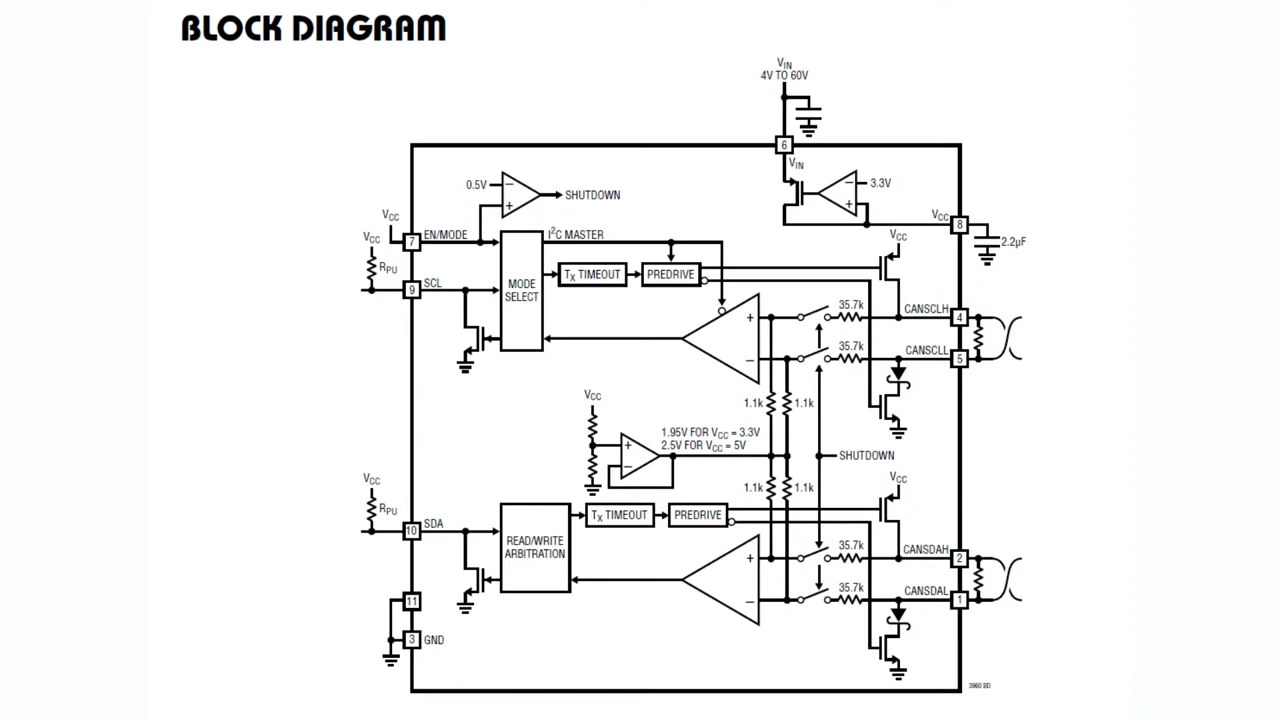 BLOCK DIAGRAM
VIN
4V TO 60V
6
VIN
0.5V
−
+
SHUTDOWN
−
3.3V
+
VCC
VCC
8
7
EN/MODE
I2C MASTER
VCC
2.2µF
VCC
RPU
TX TIMEOUT
PREDRIVE
9
SCL
MODE
SELECT
35.7k
CANSCLH
4
+
35.7k
CANSCLL
5
−
VCC
1.1k
1.1k
1.95V FOR VCC = 3.3V
2.5V FOR VCC = 5V
+
−
SHUTDOWN
VCC
VCC
1.1k
1.1k
RPU
TX TIMEOUT
PREDRIVE
10
SDA
READ/WRITE
ARBITRATION
35.7k
CANSDAH
2
+
35.7k
CANSDAL
1
−
11
3
GND
3960 BD